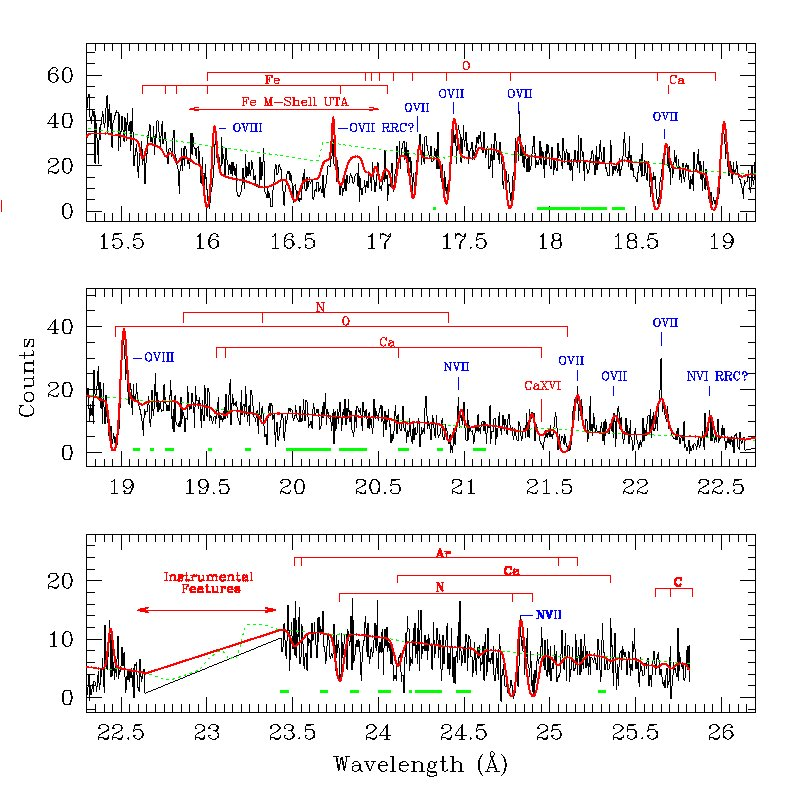 O
Fe
Ca
Fe M-Shell UTA
OVIII
OVII RRC?
OVII
OVII
OVII
OVII
60
40
20
0
15.5 16 16.5 17 17.5 18 18.5 19
N
O
Ca
OVIII
NVII
CaXVI
OVII
OVII
OVII
NVI RRC?
40
20
0
Counts
19 19.5 20 20.5 21 21.5 22 22.5
Instrumental
Features
Ar
Ca
N
C
NVII
20
10
0
22.5 23 23.5 24 24.5 25 25.5 26
Wavelength (Å)